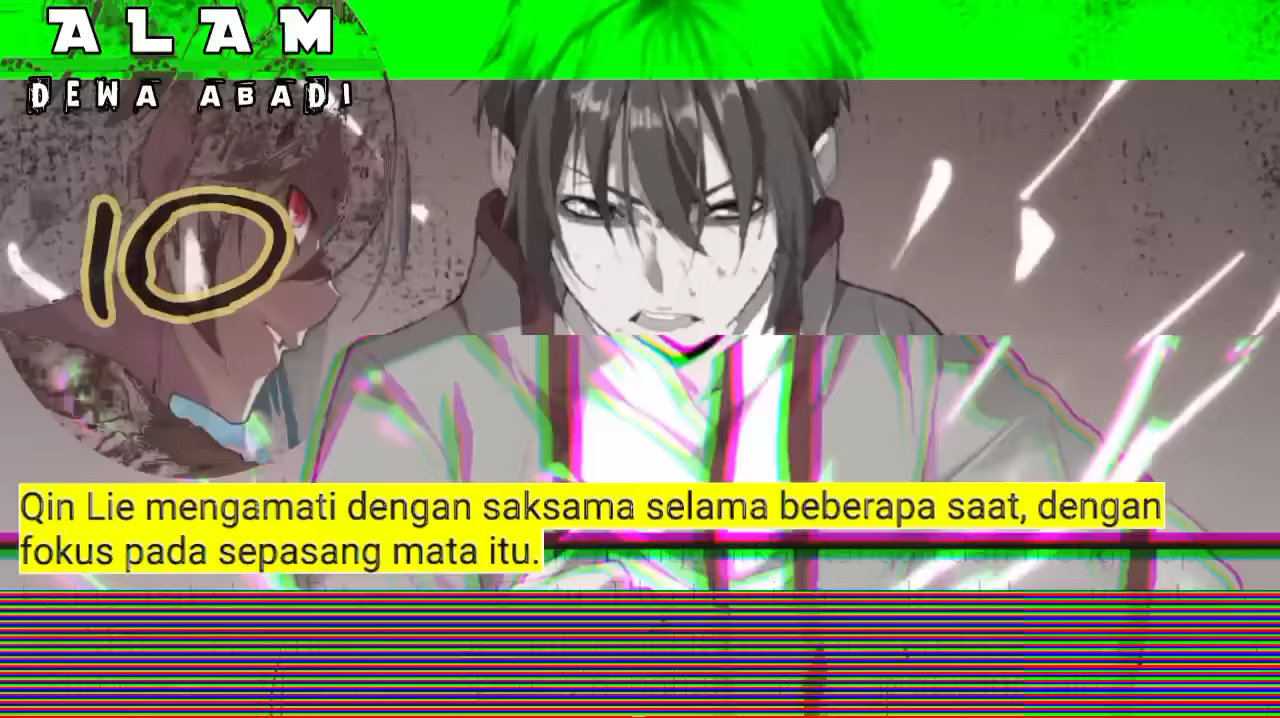 ALAM
DEWA ABADI
10
Qin Lie mengamati dengan saksama selama beberapa saat, dengan
fokus pada sepasang mata itu.